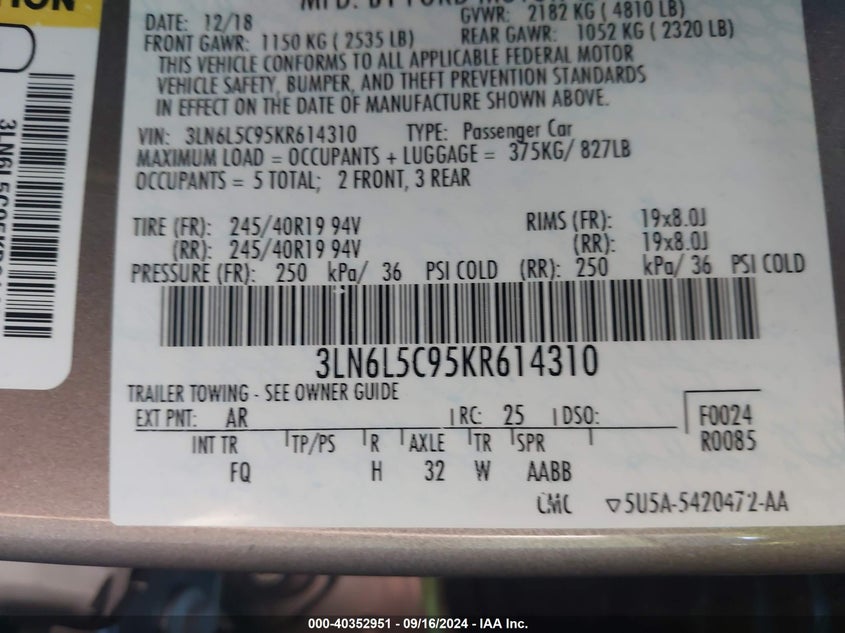 DATE: 12/18
GVWR: 2182 KG ( 4810 LB)
FRONT GAWR: 1150 KG ( 2535 LB)
REAR GAWR: 1052 KG ( 2320 LB)
THIS VEHICLE CONFORMS TO ALL APPLICABLE FEDERAL MOTOR
VEHICLE SAFETY, BUMPER, AND THEFT PREVENTION STANDARDS
IN EFFECT ON THE DATE OF MANUFACTURE SHOWN ABOVE.
VIN: 3LN6L5C95KR614310 TYPE: Passenger Car
MAXIMUM LOAD = OCCUPANTS + LUGGAGE = 375KG/ 827LB
OCCUPANTS = 5 TOTAL; 2 FRONT, 3 REAR
TIRE (FR): 245/40R19 94V RIMS (FR): 19x8.0J
(RR): 245/40R19 94V (RR): 19x8.0J
PRESSURE (FR): 250 kPa/ 36 PSI COLD (RR): 250 kPa/ 36 PSI COLD
3LN6L5C95KR614310
TRAILER TOWING - SEE OWNER GUIDE
EXT PNT: AR RC: 25 DSO: F0024
INT TR TP/PS R AXLE TR SPR R0085
FQ H 32 W AABB
CMC ▽5U5A-5420472-AA
000-40352951 - 09/16/2024 - IAA Inc.